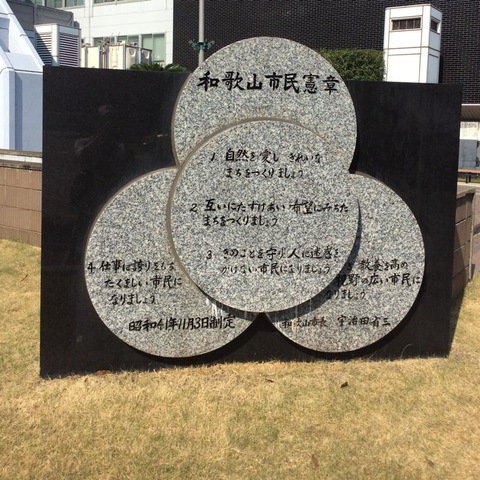 和歌山市民憲章
1. 自然を愛し きれいな
まちをつくりましょう
2. 互いにたすけあい 希望にみちた
まちをつくりましょう
3. きのことを守り 人に迷惑を
かけない市民になりましょう
4. 仕事に誇りをもち
たくましい市民に
なりましょう
教養を高め
視野の広い市民に
なりましょう
昭和41年11月3日制定
和歌山市長 宇治田省三